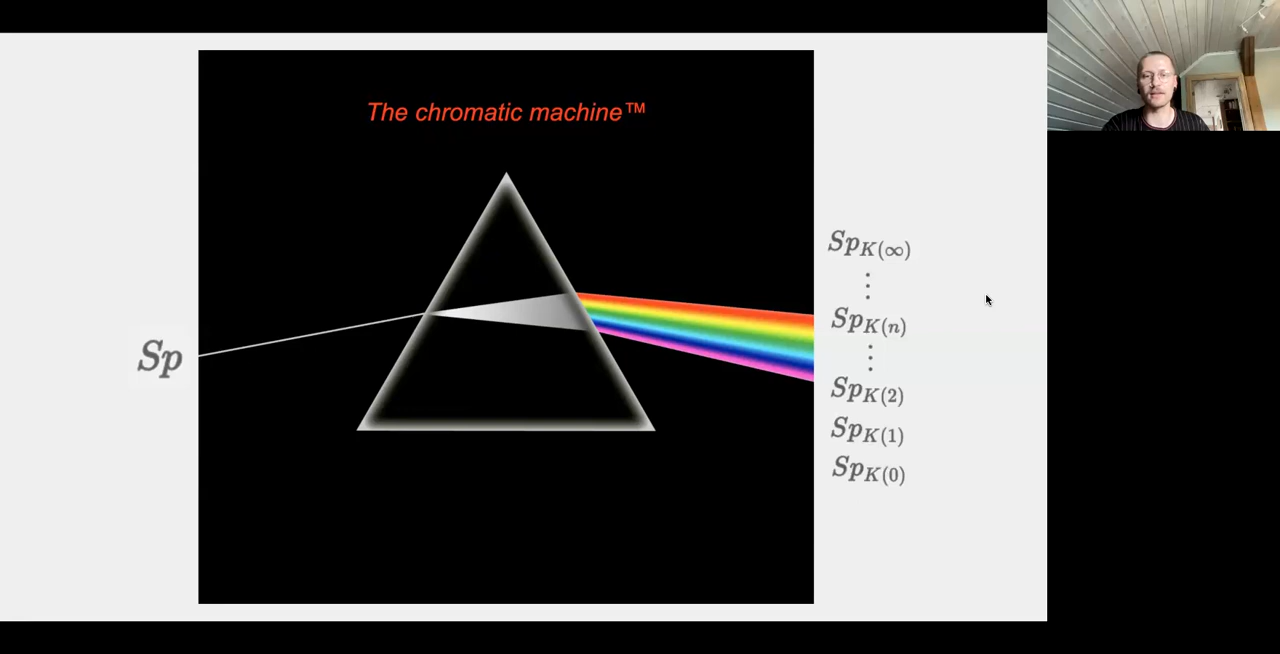 The chromatic machine™
Sp
Sp_{K(∞)}
⋮
Sp_{K(n)}
⋮
Sp_{K(2)}
Sp_{K(1)}
Sp_{K(0)}